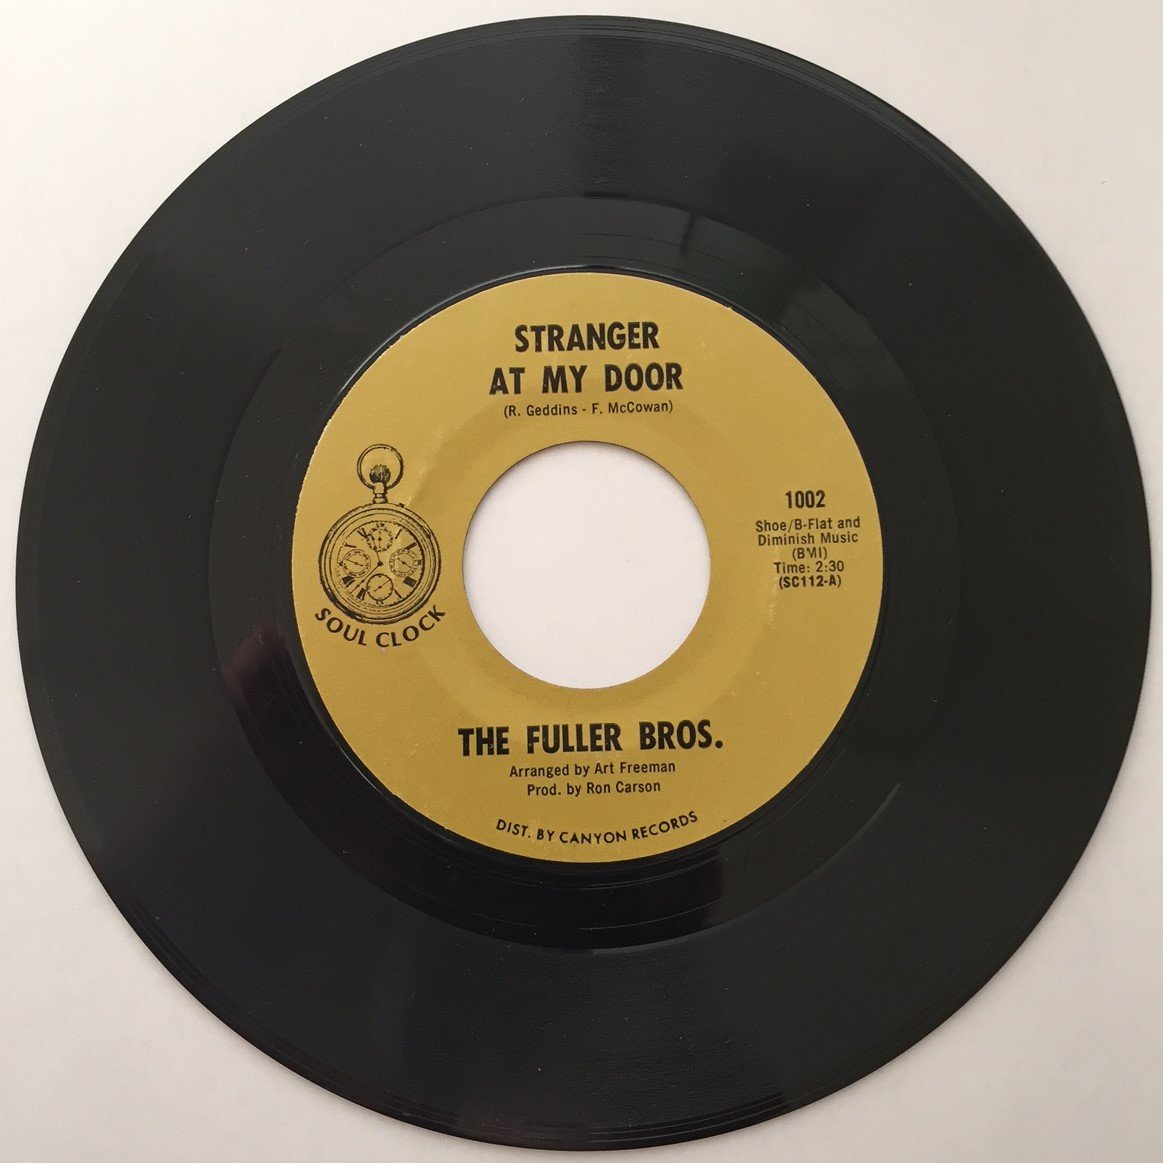 STRANGER
AT MY DOOR
(R. Geddins - F. McCowan)
1002
Shoe/B-Flat and
Diminish Music
(BMI)
Time: 2:30
(SC112-A)
SOUL CLOCK
THE FULLER BROS.
Arranged by Art Freeman
Prod. by Ron Carson
DIST. BY CANYON RECORDS